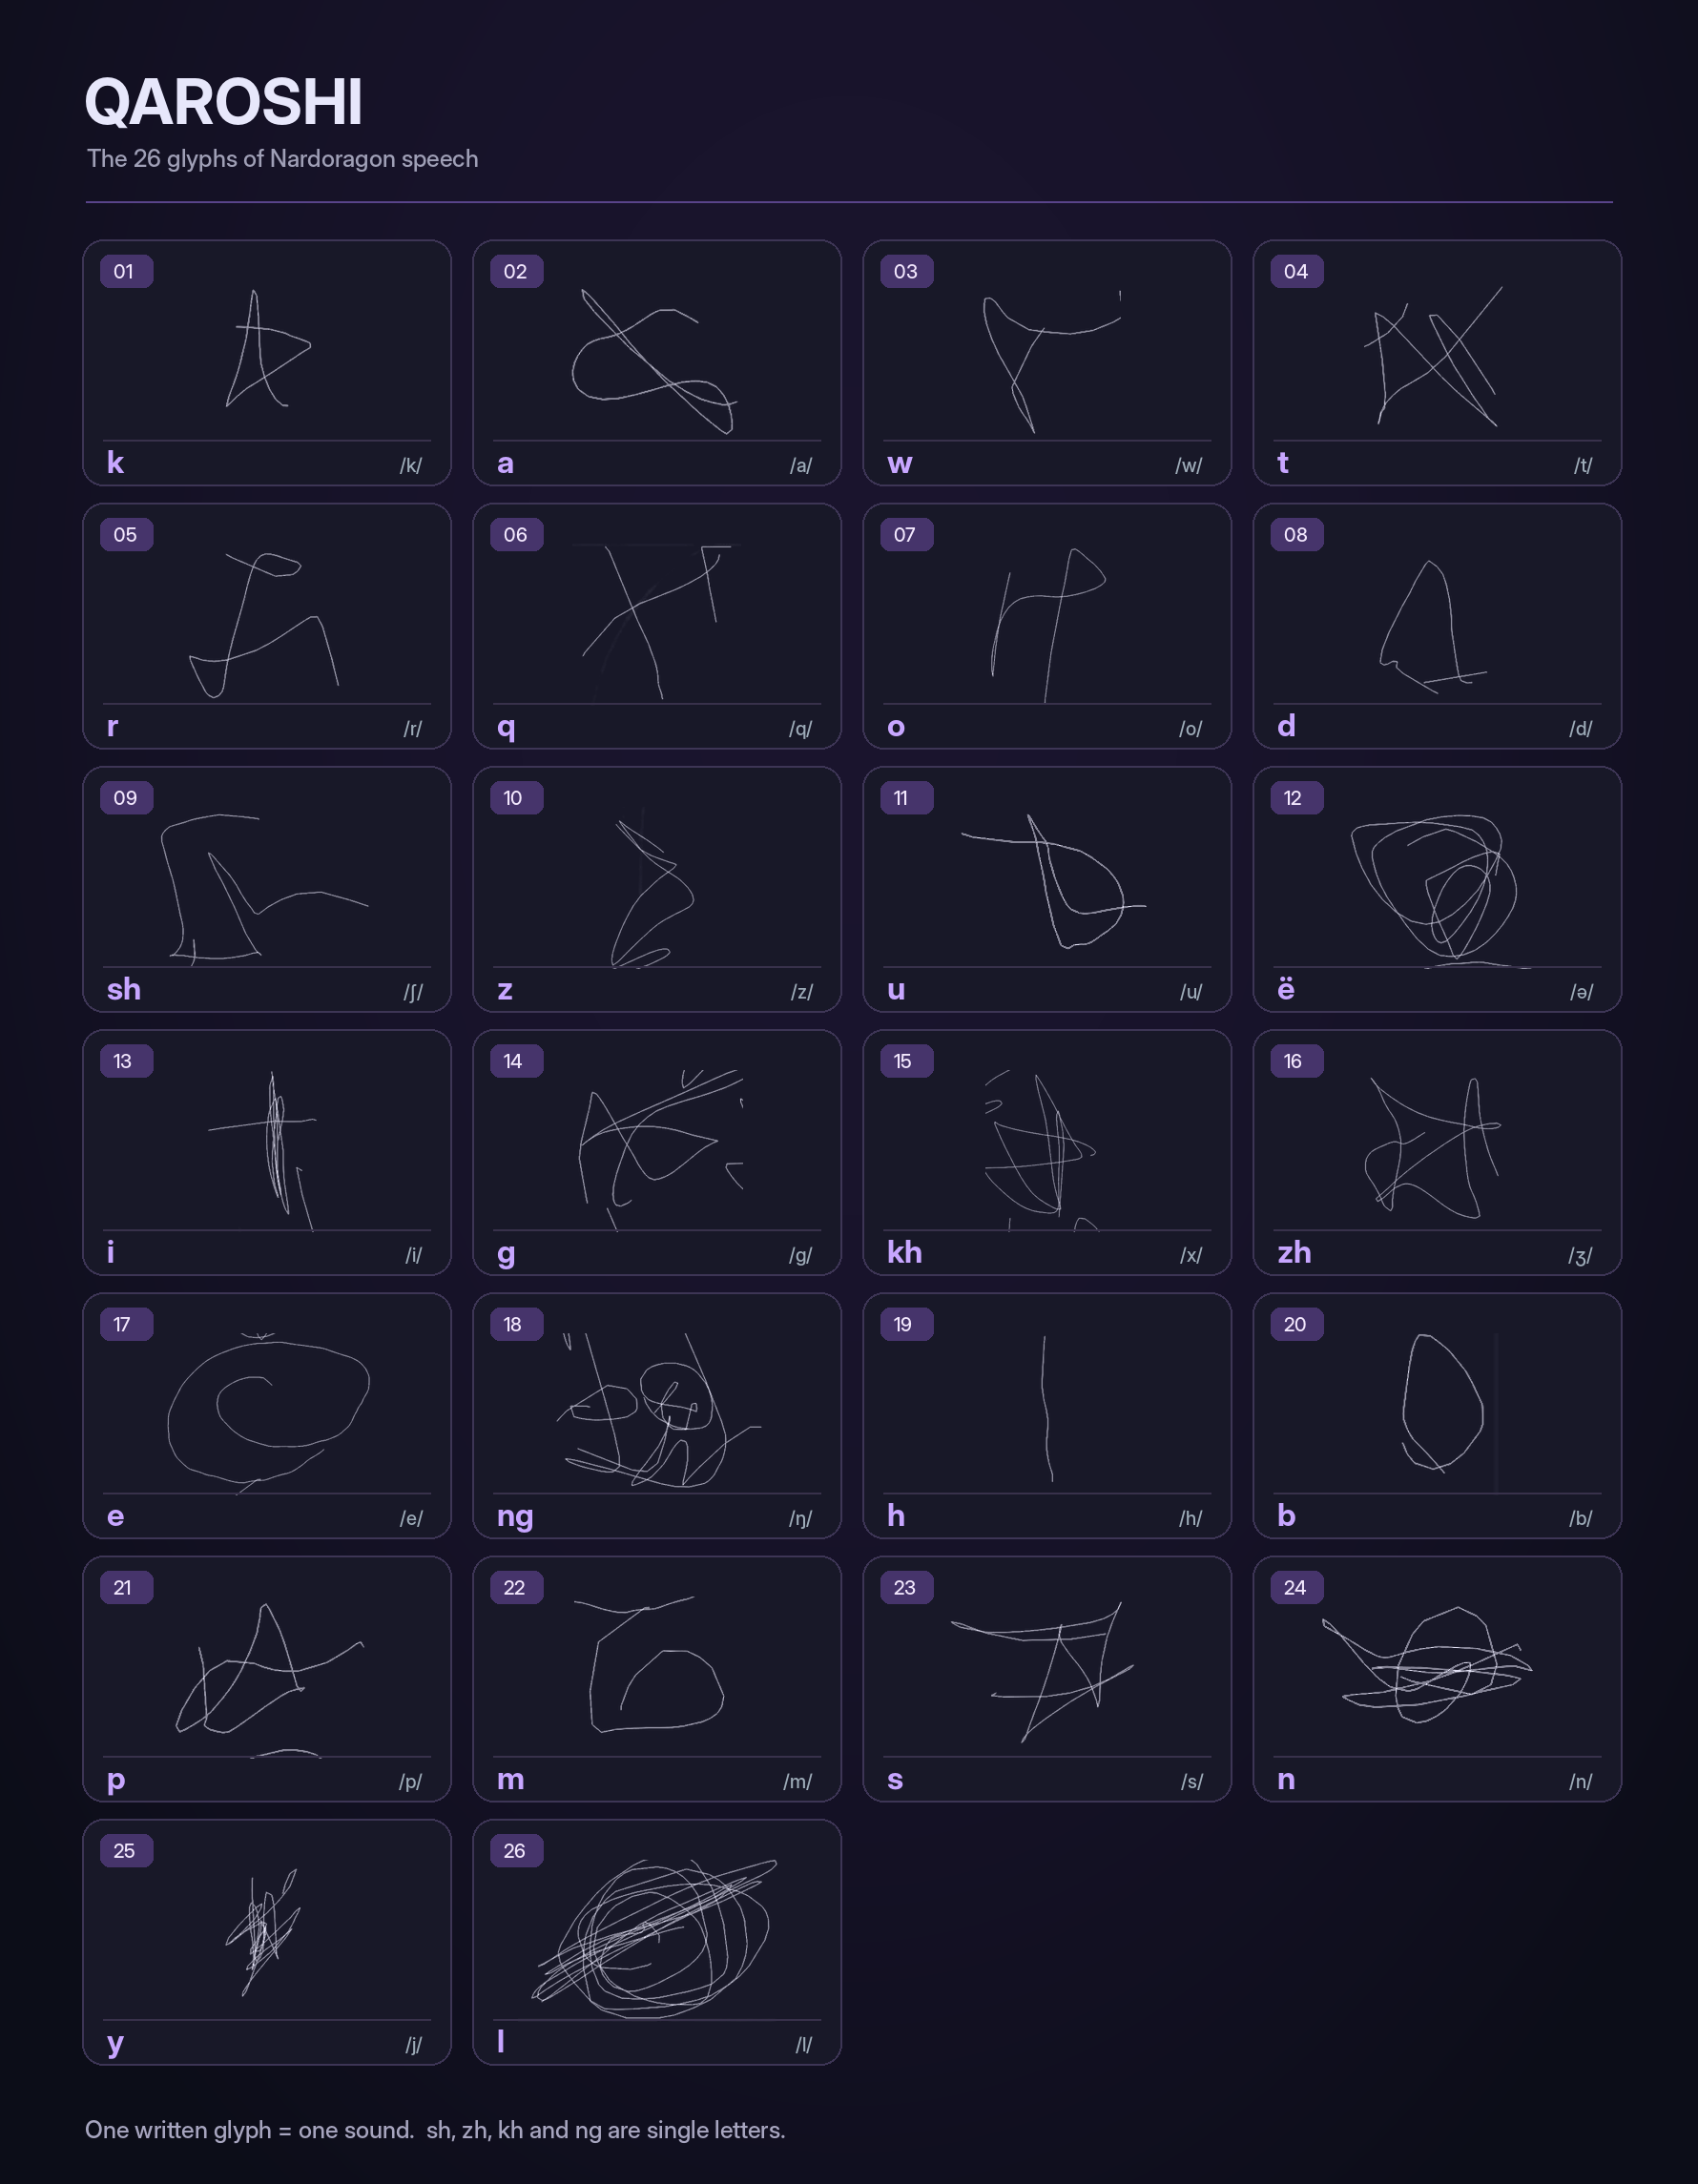 QAROSHI
The 26 glyphs of Nardoragon speech
01
02
03
04
k /k/
a /a/
w /w/
t /t/
05
06
07
08
r /r/
q /q/
o /o/
d /d/
09
10
11
12
sh /ʃ/
z /z/
u /u/
ë /ə/
13
14
15
16
i /i/
g /g/
kh /x/
zh /ʒ/
17
18
19
20
e /e/
ng /ŋ/
h /h/
b /b/
21
22
23
24
p /p/
m /m/
s /s/
n /n/
25
26
y /j/
l /l/
One written glyph = one sound. sh, zh, kh and ng are single letters.